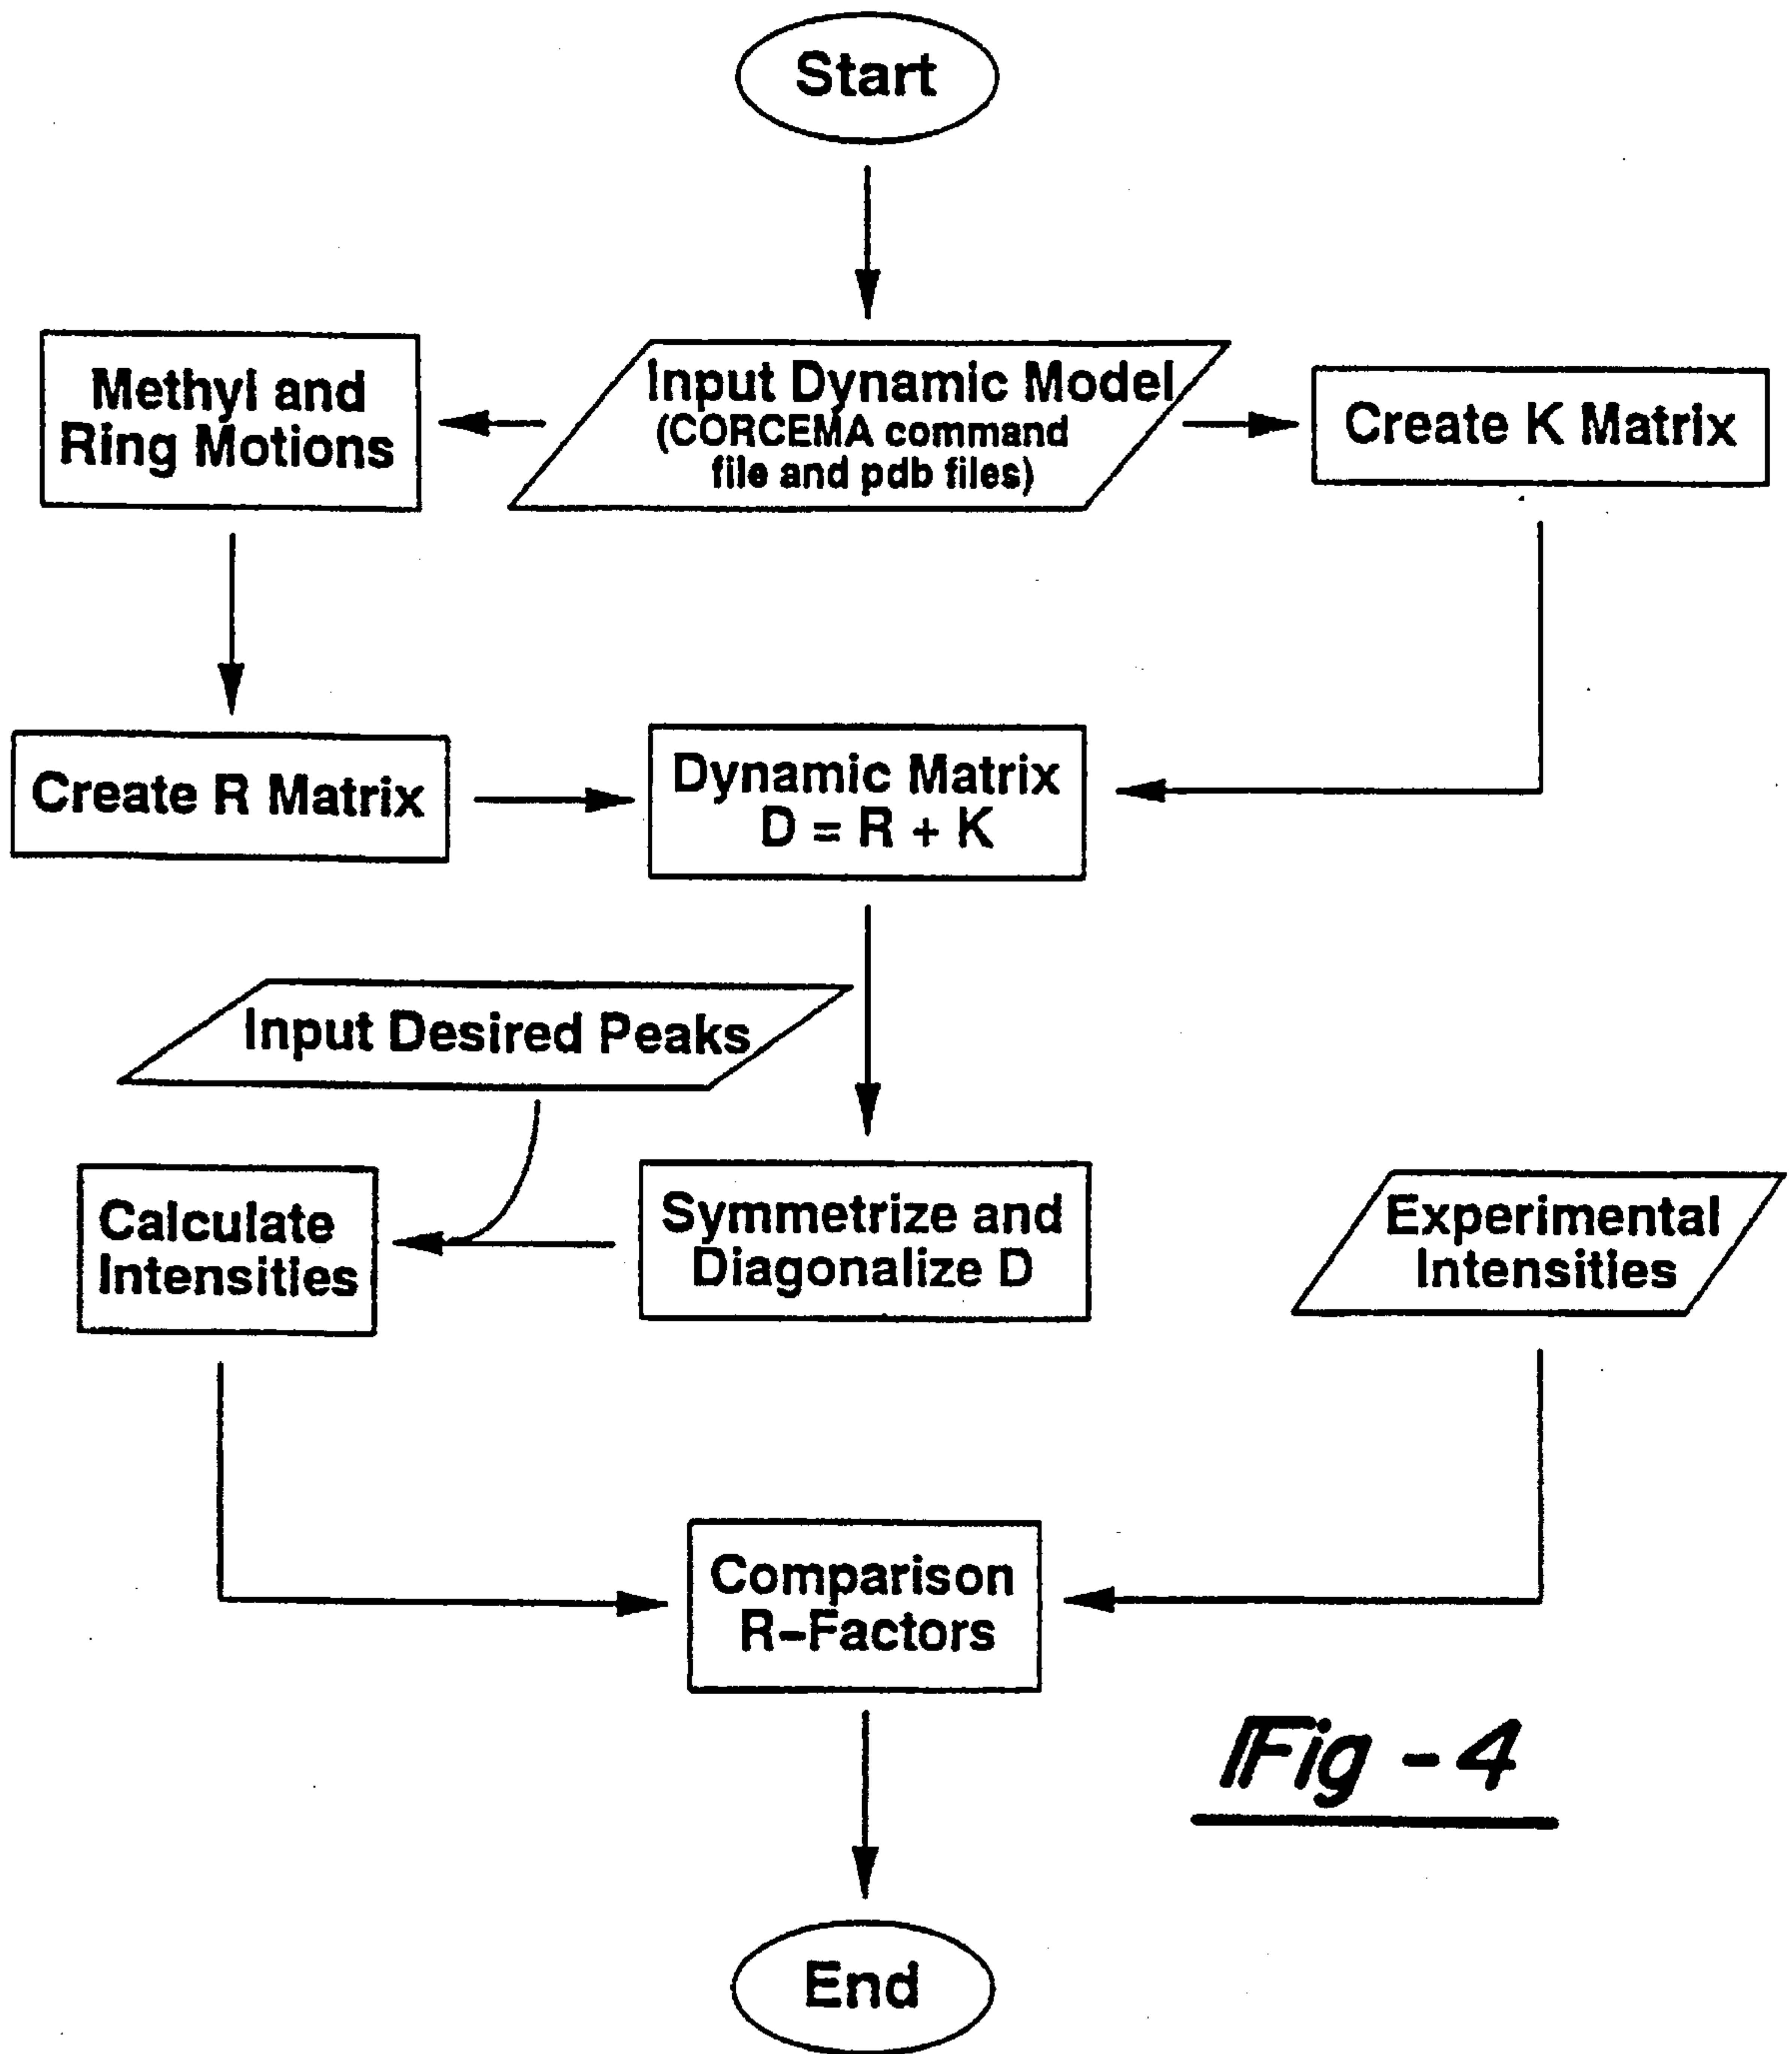 Start
Methyl and
Ring Motions
Input Dynamic Model
(CORCEMA command
file and pdb files)
Create K Matrix
Create R Matrix
Dynamic Matrix
D = R + K
Input Desired Peaks
Calculate
Intensities
Symmetrize and
Diagonalize D
Experimental
Intensities
Comparison
R-Factors
Fig - 4
End